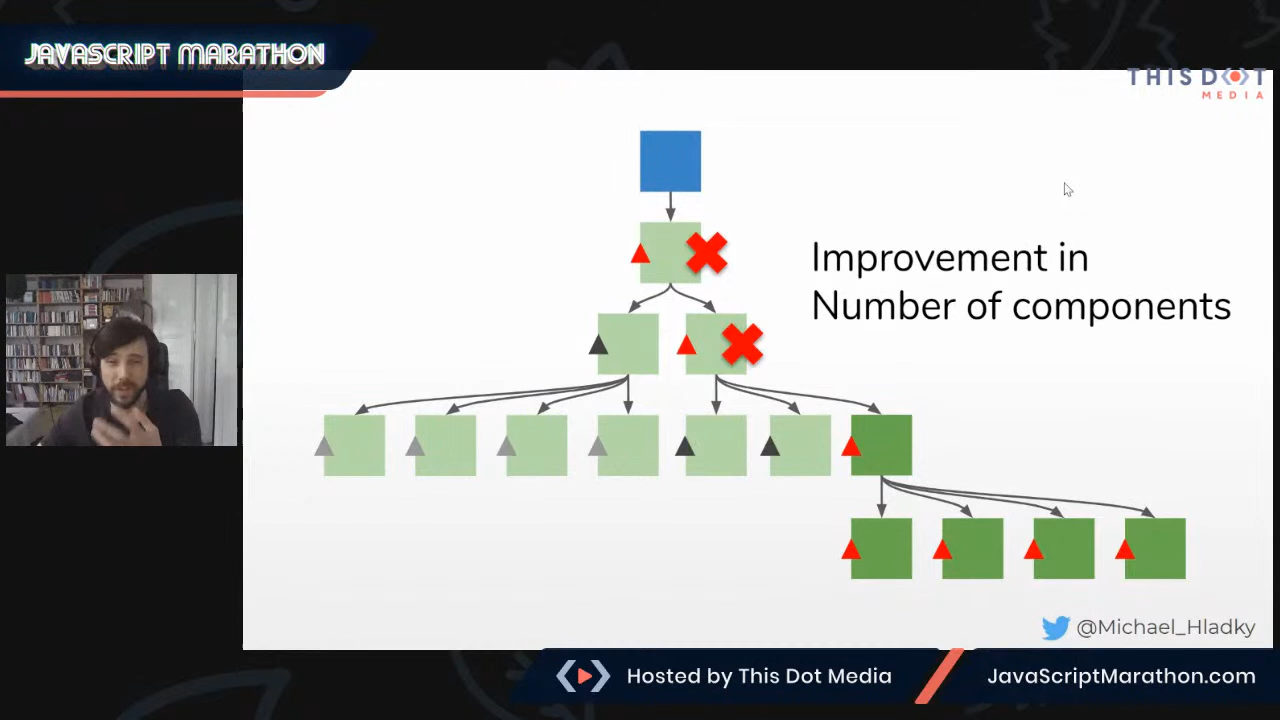 JAVASCRIPT MARATHON
THIS DOT
MEDIA
Improvement in
Number of components
@Michael_Hladky
Hosted by This Dot Media
JavaScriptMarathon.com